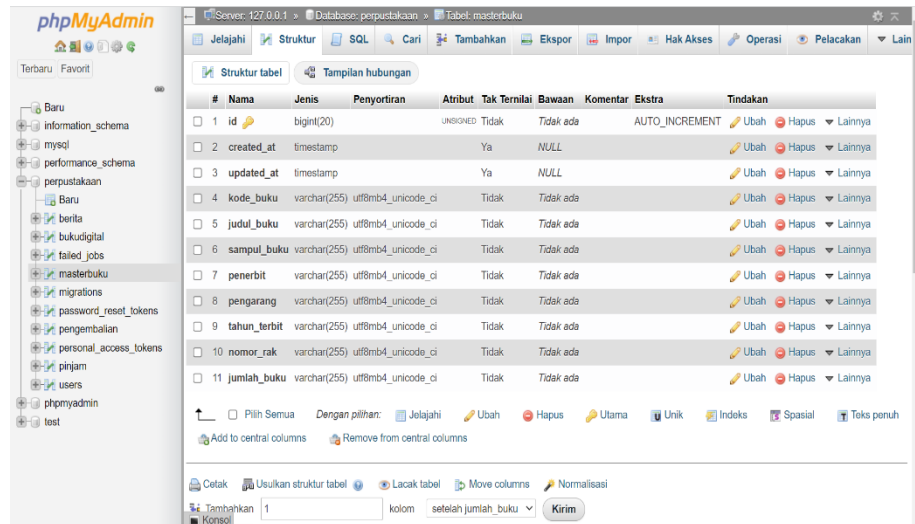 phpMyAdmin
Terbaru Favorit
Baru
information_schema
mysql
performance_schema
perpustakaan
Baru
berita
bukudigital
failed_jobs
masterbuku
migrations
password_reset_tokens
pengembalian
personal_access_tokens
pinjam
users
phpmyadmin
test
Server: 127.0.0.1 » Database: perpustakaan » Tabel: masterbuku
Jelajahi Struktur SQL Cari Tambahkan Ekspor Impor Hak Akses Operasi Pelacakan Lain
Struktur tabel Tampilan hubungan
# Nama Jenis Penyortiran Atribut Tak Ternilai Bawaan Komentar Ekstra Tindakan
1 id bigint(20) UNSIGNED Tidak Tidak ada AUTO_INCREMENT Ubah Hapus Lainnya
2 created_at timestamp Ya NULL Ubah Hapus Lainnya
3 updated_at timestamp Ya NULL Ubah Hapus Lainnya
4 kode_buku varchar(255) utf8mb4_unicode_ci Tidak Tidak ada Ubah Hapus Lainnya
5 judul_buku varchar(255) utf8mb4_unicode_ci Tidak Tidak ada Ubah Hapus Lainnya
6 sampul_buku varchar(255) utf8mb4_unicode_ci Tidak Tidak ada Ubah Hapus Lainnya
7 penerbit varchar(255) utf8mb4_unicode_ci Tidak Tidak ada Ubah Hapus Lainnya
8 pengarang varchar(255) utf8mb4_unicode_ci Tidak Tidak ada Ubah Hapus Lainnya
9 tahun_terbit varchar(255) utf8mb4_unicode_ci Tidak Tidak ada Ubah Hapus Lainnya
10 nomor_rak varchar(255) utf8mb4_unicode_ci Tidak Tidak ada Ubah Hapus Lainnya
11 jumlah_buku varchar(255) utf8mb4_unicode_ci Tidak Tidak ada Ubah Hapus Lainnya
Pilih Semua Dengan pilihan: Jelajahi Ubah Hapus Utama Unik Indeks Spasial Teks penuh
Add to central columns Remove from central columns
Cetak Usulkan struktur tabel Lacak tabel Move columns Normalisasi
Tambahkan 1 kolom setelah jumlah_buku Kirim
Konsol